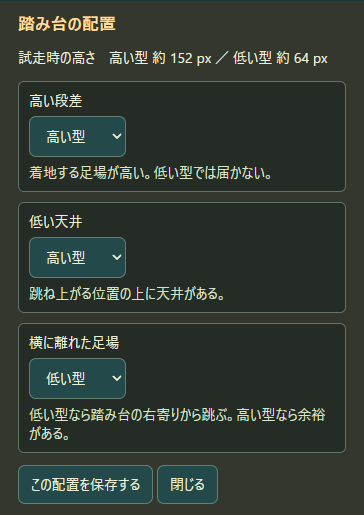 踏み台の配置
試走時の高さ　高い型 約 152 px ／ 低い型 約 64 px
高い段差
高い型
着地する足場が高い。低い型では届かない。
低い天井
高い型
跳ね上がる位置の上に天井がある。
横に離れた足場
低い型
低い型なら踏み台の右寄りから跳ぶ。高い型なら余裕
がある。
この配置を保存する
閉じる